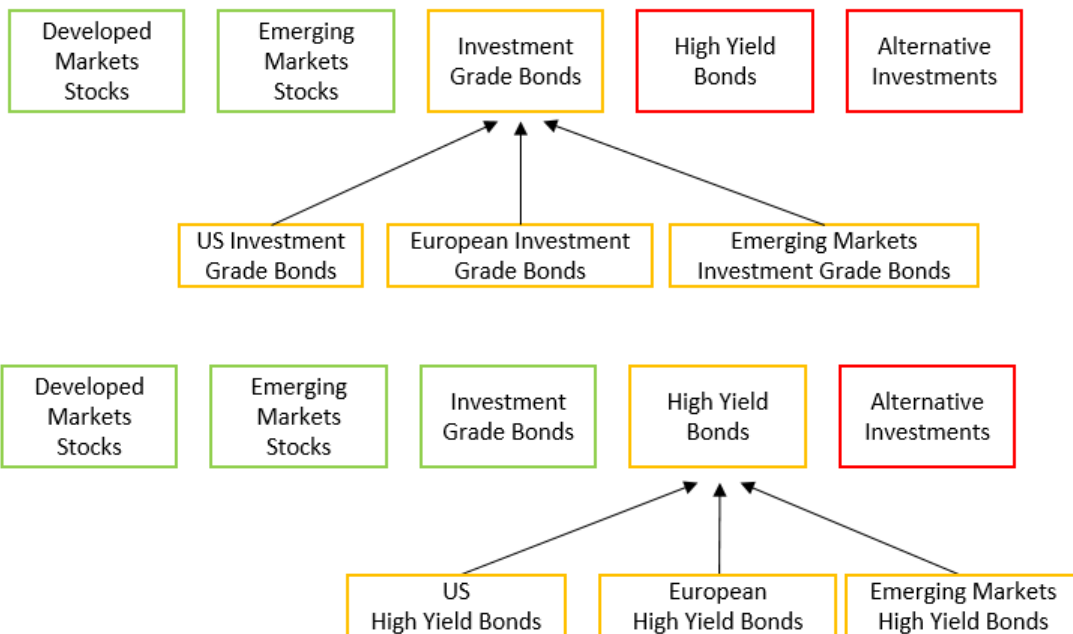 Developed
Markets
Stocks
Emerging
Markets
Stocks
Investment
Grade Bonds
High Yield
Bonds
Alternative
Investments
US Investment
Grade Bonds
European Investment
Grade Bonds
Emerging Markets
Investment Grade Bonds
Developed
Markets
Stocks
Emerging
Markets
Stocks
Investment
Grade Bonds
High Yield
Bonds
Alternative
Investments
US
High Yield Bonds
European
High Yield Bonds
Emerging Markets
High Yield Bonds